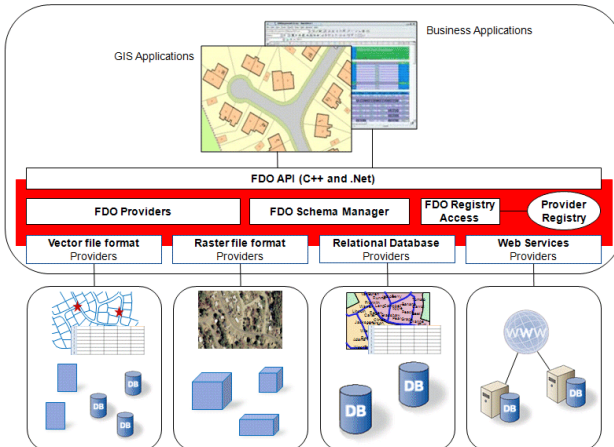 Business Applications
GIS Applications
FDO API (C++ and .Net)
FDO Providers
FDO Schema Manager
FDO Registry
Access
Provider
Registry
Vector file format
Providers
Raster file format
Providers
Relational Database
Providers
Web Services
Providers
WWW
DB
DB
DB
DB
DB
DB
DB